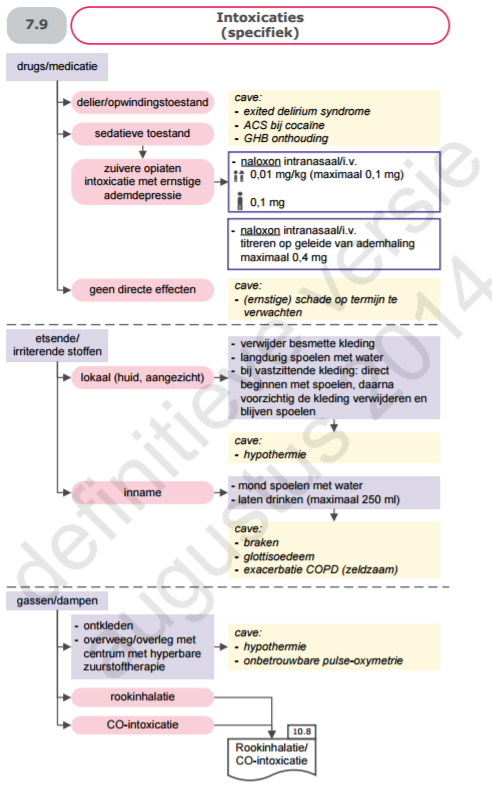 7.9
Intoxicaties
(specifiek)
drugs/medicatie
delier/opwindingstoestand
sedatieve toestand
cave:
- exited delirium syndrome
- ACS bij cocaïne
- GHB onthouding
zuivere opiaten
intoxicatie met ernstige
ademdepressie
- naloxon intranasaal/i.v.
0,01 mg/kg (maximaal 0,1 mg)
0,1 mg
- naloxon intranasaal/i.v.
titreren op geleide van ademhaling
maximaal 0,4 mg
geen directe effecten
cave:
- (ernstige) schade op termijn te
verwachten
etsende/
irriterende stoffen
lokaal (huid, aangezicht)
- verwijder besmette kleding
- langdurig spoelen met water
- bij vastzittende kleding: direct
beginnen met spoelen, daarna
voorzichtig de kleding verwijderen en
blijven spoelen
cave:
- hypothermie
inname
- mond spoelen met water
- laten drinken (maximaal 250 ml)
cave:
- braken
- glottisoedeem
- exacerbatie COPD (zeldzaam)
gassen/dampen
- ontkleden
- overweeg/overleg met
centrum met hyperbare
zuurstoftherapie
cave:
- hypothermie
- onbetrouwbare pulse-oxymetrie
rookinhalatie
CO-intoxicatie
10.8
Rookinhalatie/
CO-intoxicatie
definitieve versie
augustus 2014